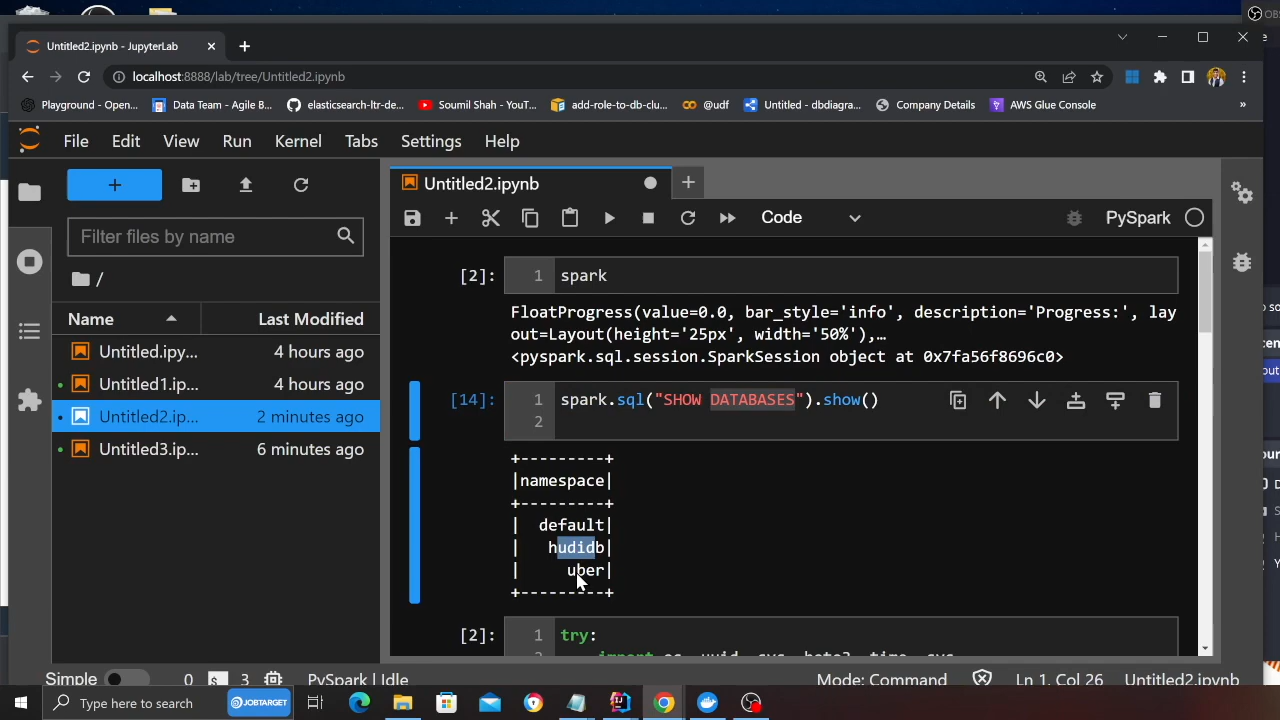 Untitled2.ipynb - JupyterLab
localhost:8888/lab/tree/Untitled2.ipynb
Playground - Open...
Data Team - Agile B...
elasticsearch-ltr-de...
Soumil Shah - YouT...
add-role-to-db-clu...
@udf
Untitled - dbdiagra...
Company Details
AWS Glue Console
»
File Edit View Run Kernel Tabs Settings Help
Untitled2.ipynb
Code
PySpark
Filter files by name
/
Name Last Modified
Untitled.ipy... 4 hours ago
Untitled1.ip... 4 hours ago
Untitled2.ip... 2 minutes ago
Untitled3.ip... 6 minutes ago
[2]: 1 spark
FloatProgress(value=0.0, bar_style='info', description='Progress:', lay
out=Layout(height='25px', width='50%'),…
<pyspark.sql.session.SparkSession object at 0x7fa56f8696c0>
[14]: 1 spark.sql("SHOW DATABASES").show()
2
+---------+
|namespace|
+---------+
|  default|
|   hudidb|
|     uber|
+---------+
[2]: 1 try:
Simple 0 3 PySpark | Idle
Mode: Command Ln 1, Col 26 Untitled2.ipynb
Type here to search
JOBTARGET